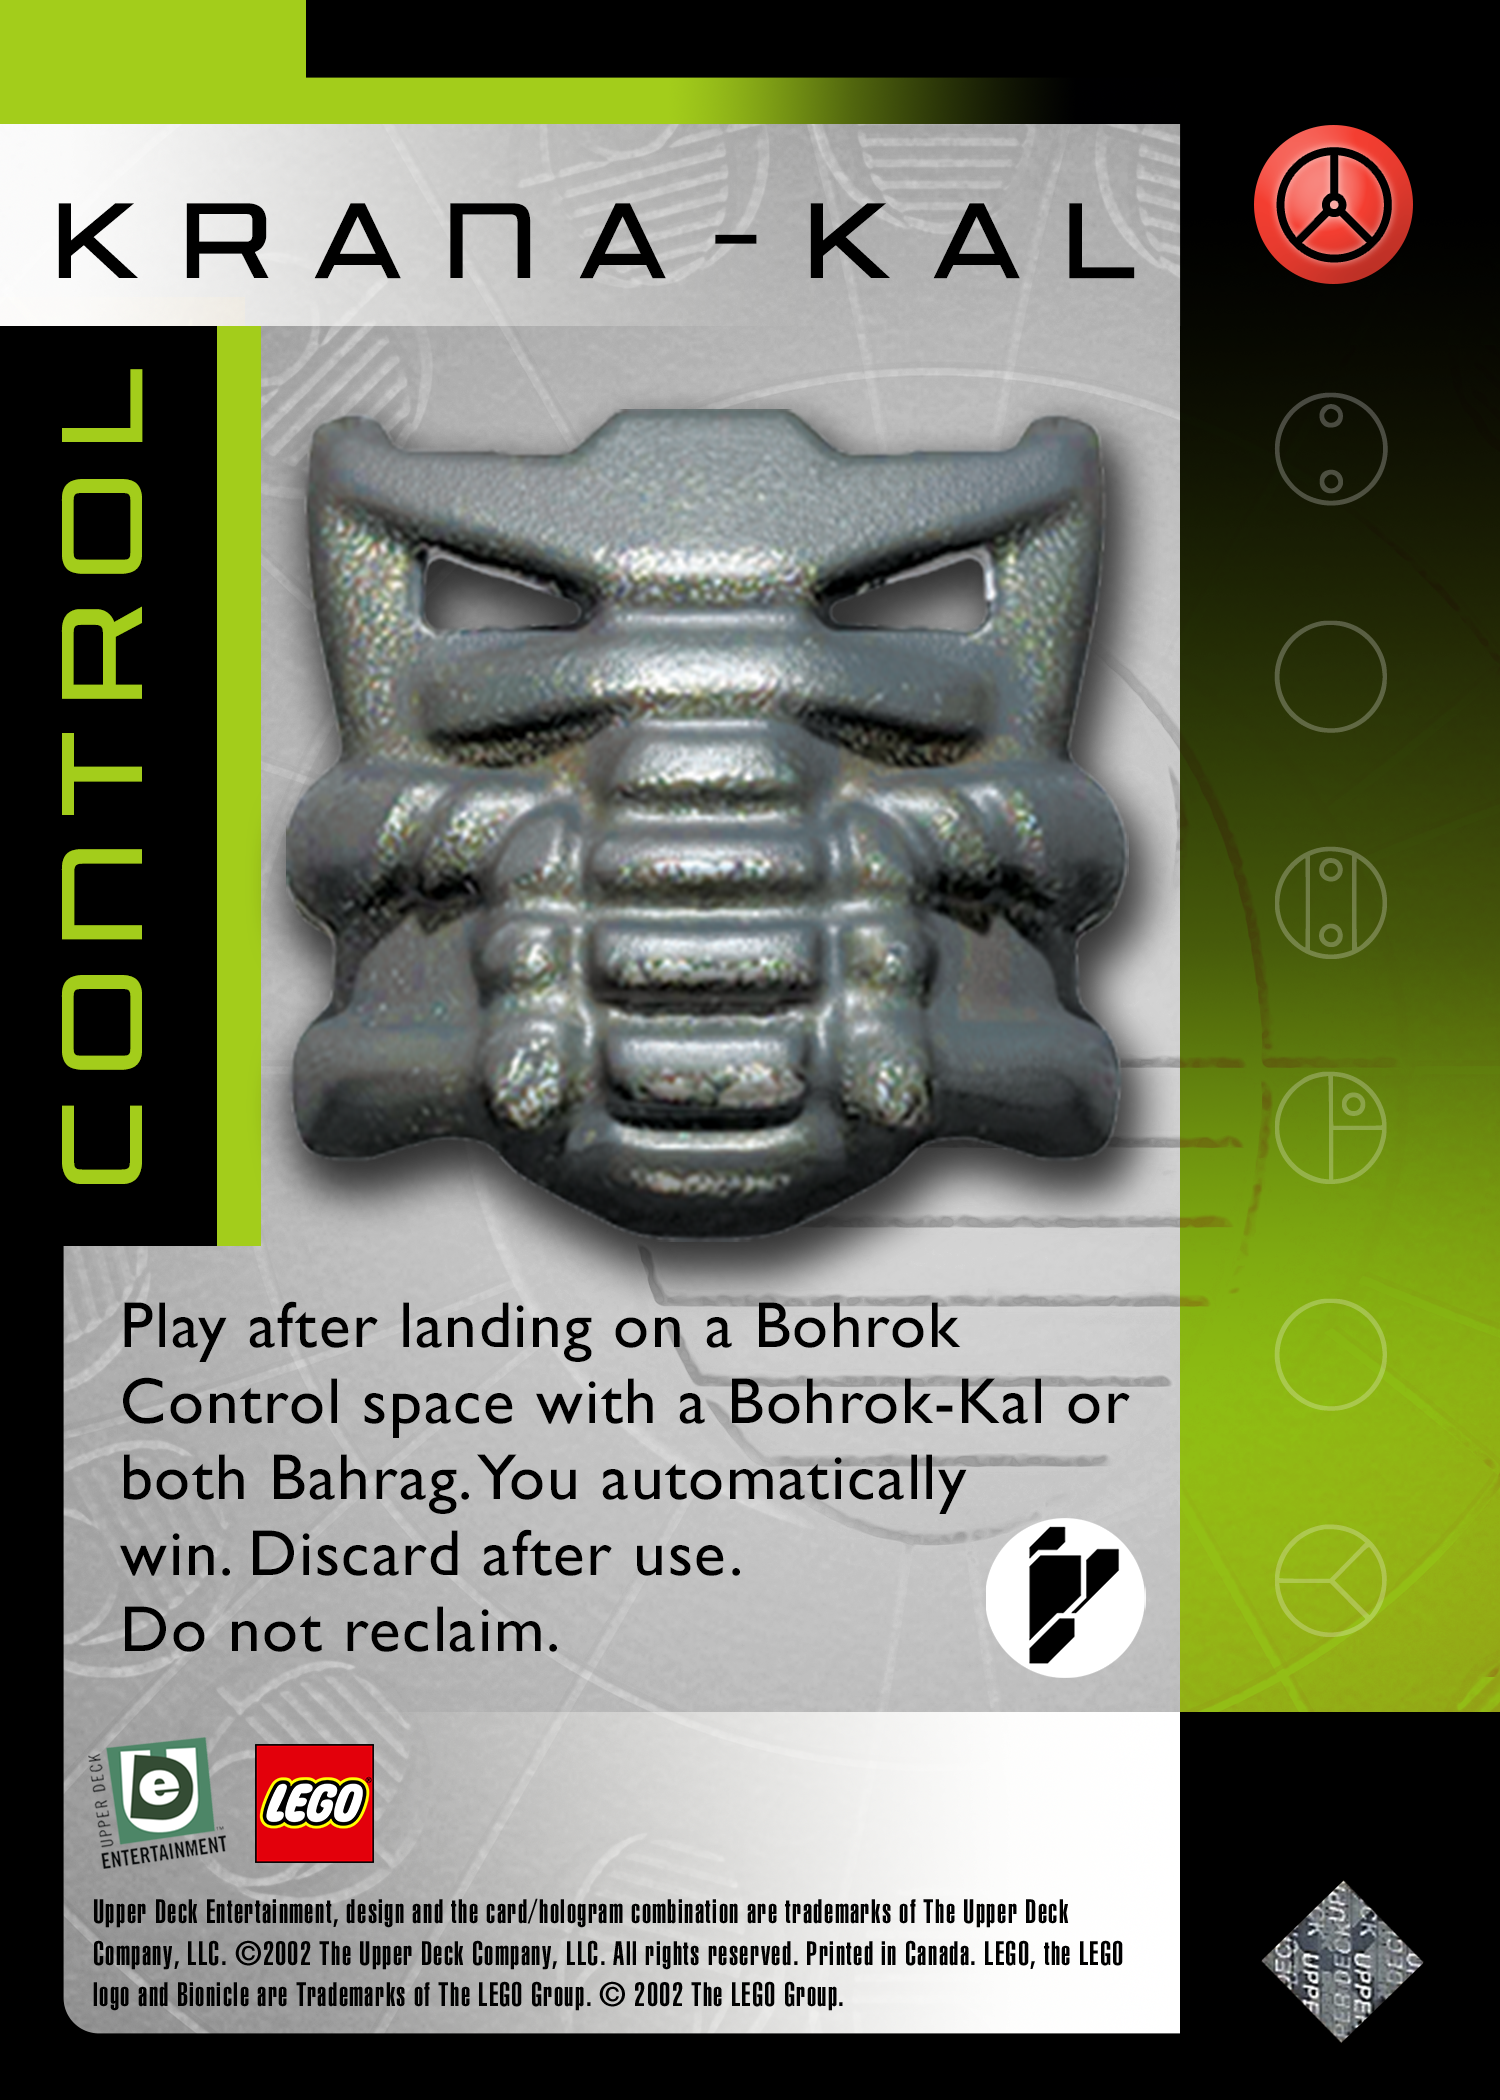 KRANA-KAL
CONTROL
Play after landing on a Bohrok
Control space with a Bohrok-Kal or
both Bahrag. You automatically
win. Discard after use.
Do not reclaim.
UPPER DECK
UDe
ENTERTAINMENT™
LEGO®
Upper Deck Entertainment, design and the card/hologram combination are trademarks of The Upper Deck
Company, LLC. ©2002 The Upper Deck Company, LLC. All rights reserved. Printed in Canada. LEGO, the LEGO
logo and Bionicle are Trademarks of The LEGO Group. © 2002 The LEGO Group.